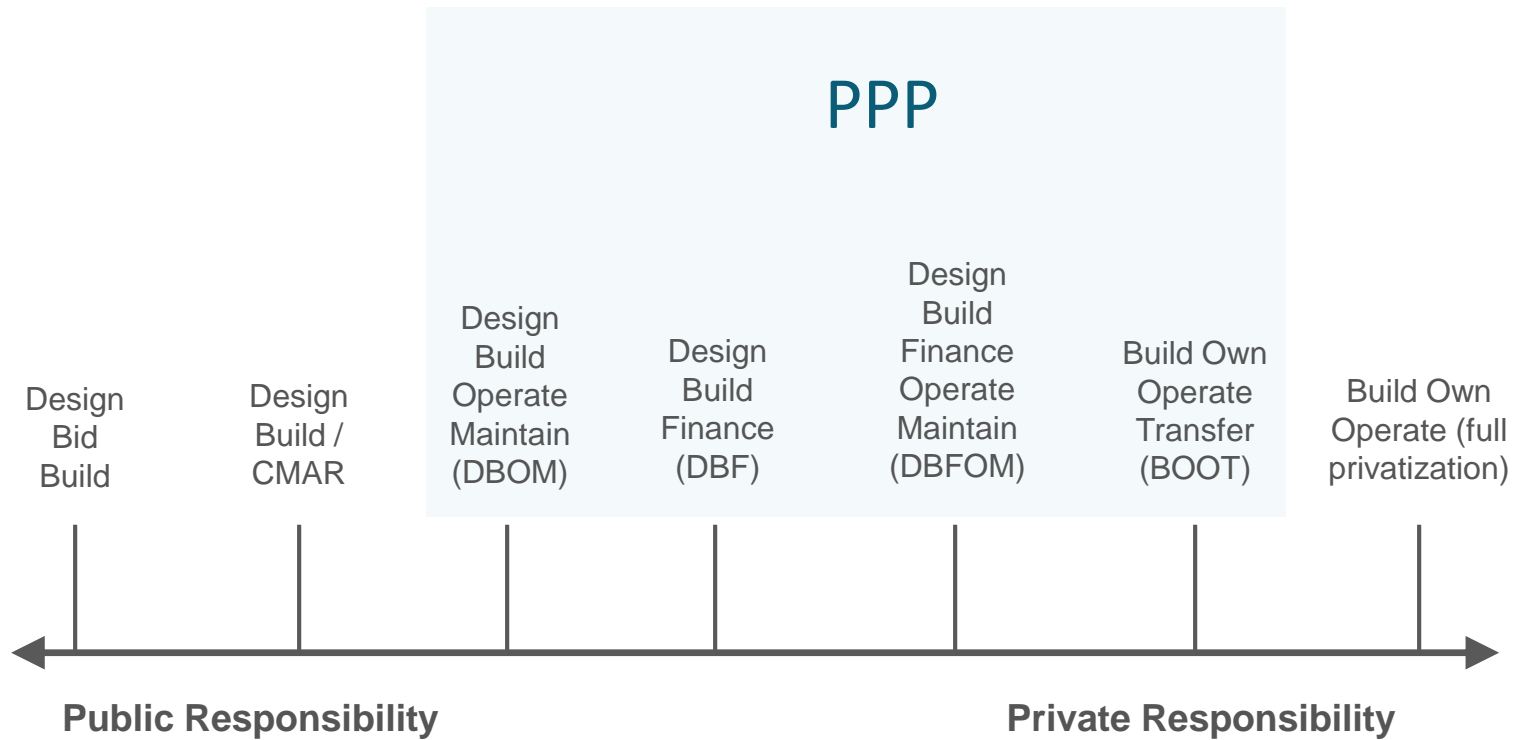 PPP
Design
Bid
Build
Design
Build /
CMAR
Design
Build
Operate
Maintain
(DBOM)
Design
Build
Finance
(DBF)
Design
Build
Finance
Operate
Maintain
(DBFOM)
Build Own
Operate
Transfer
(BOOT)
Build Own
Operate (full
privatization)
Public Responsibility
Private Responsibility